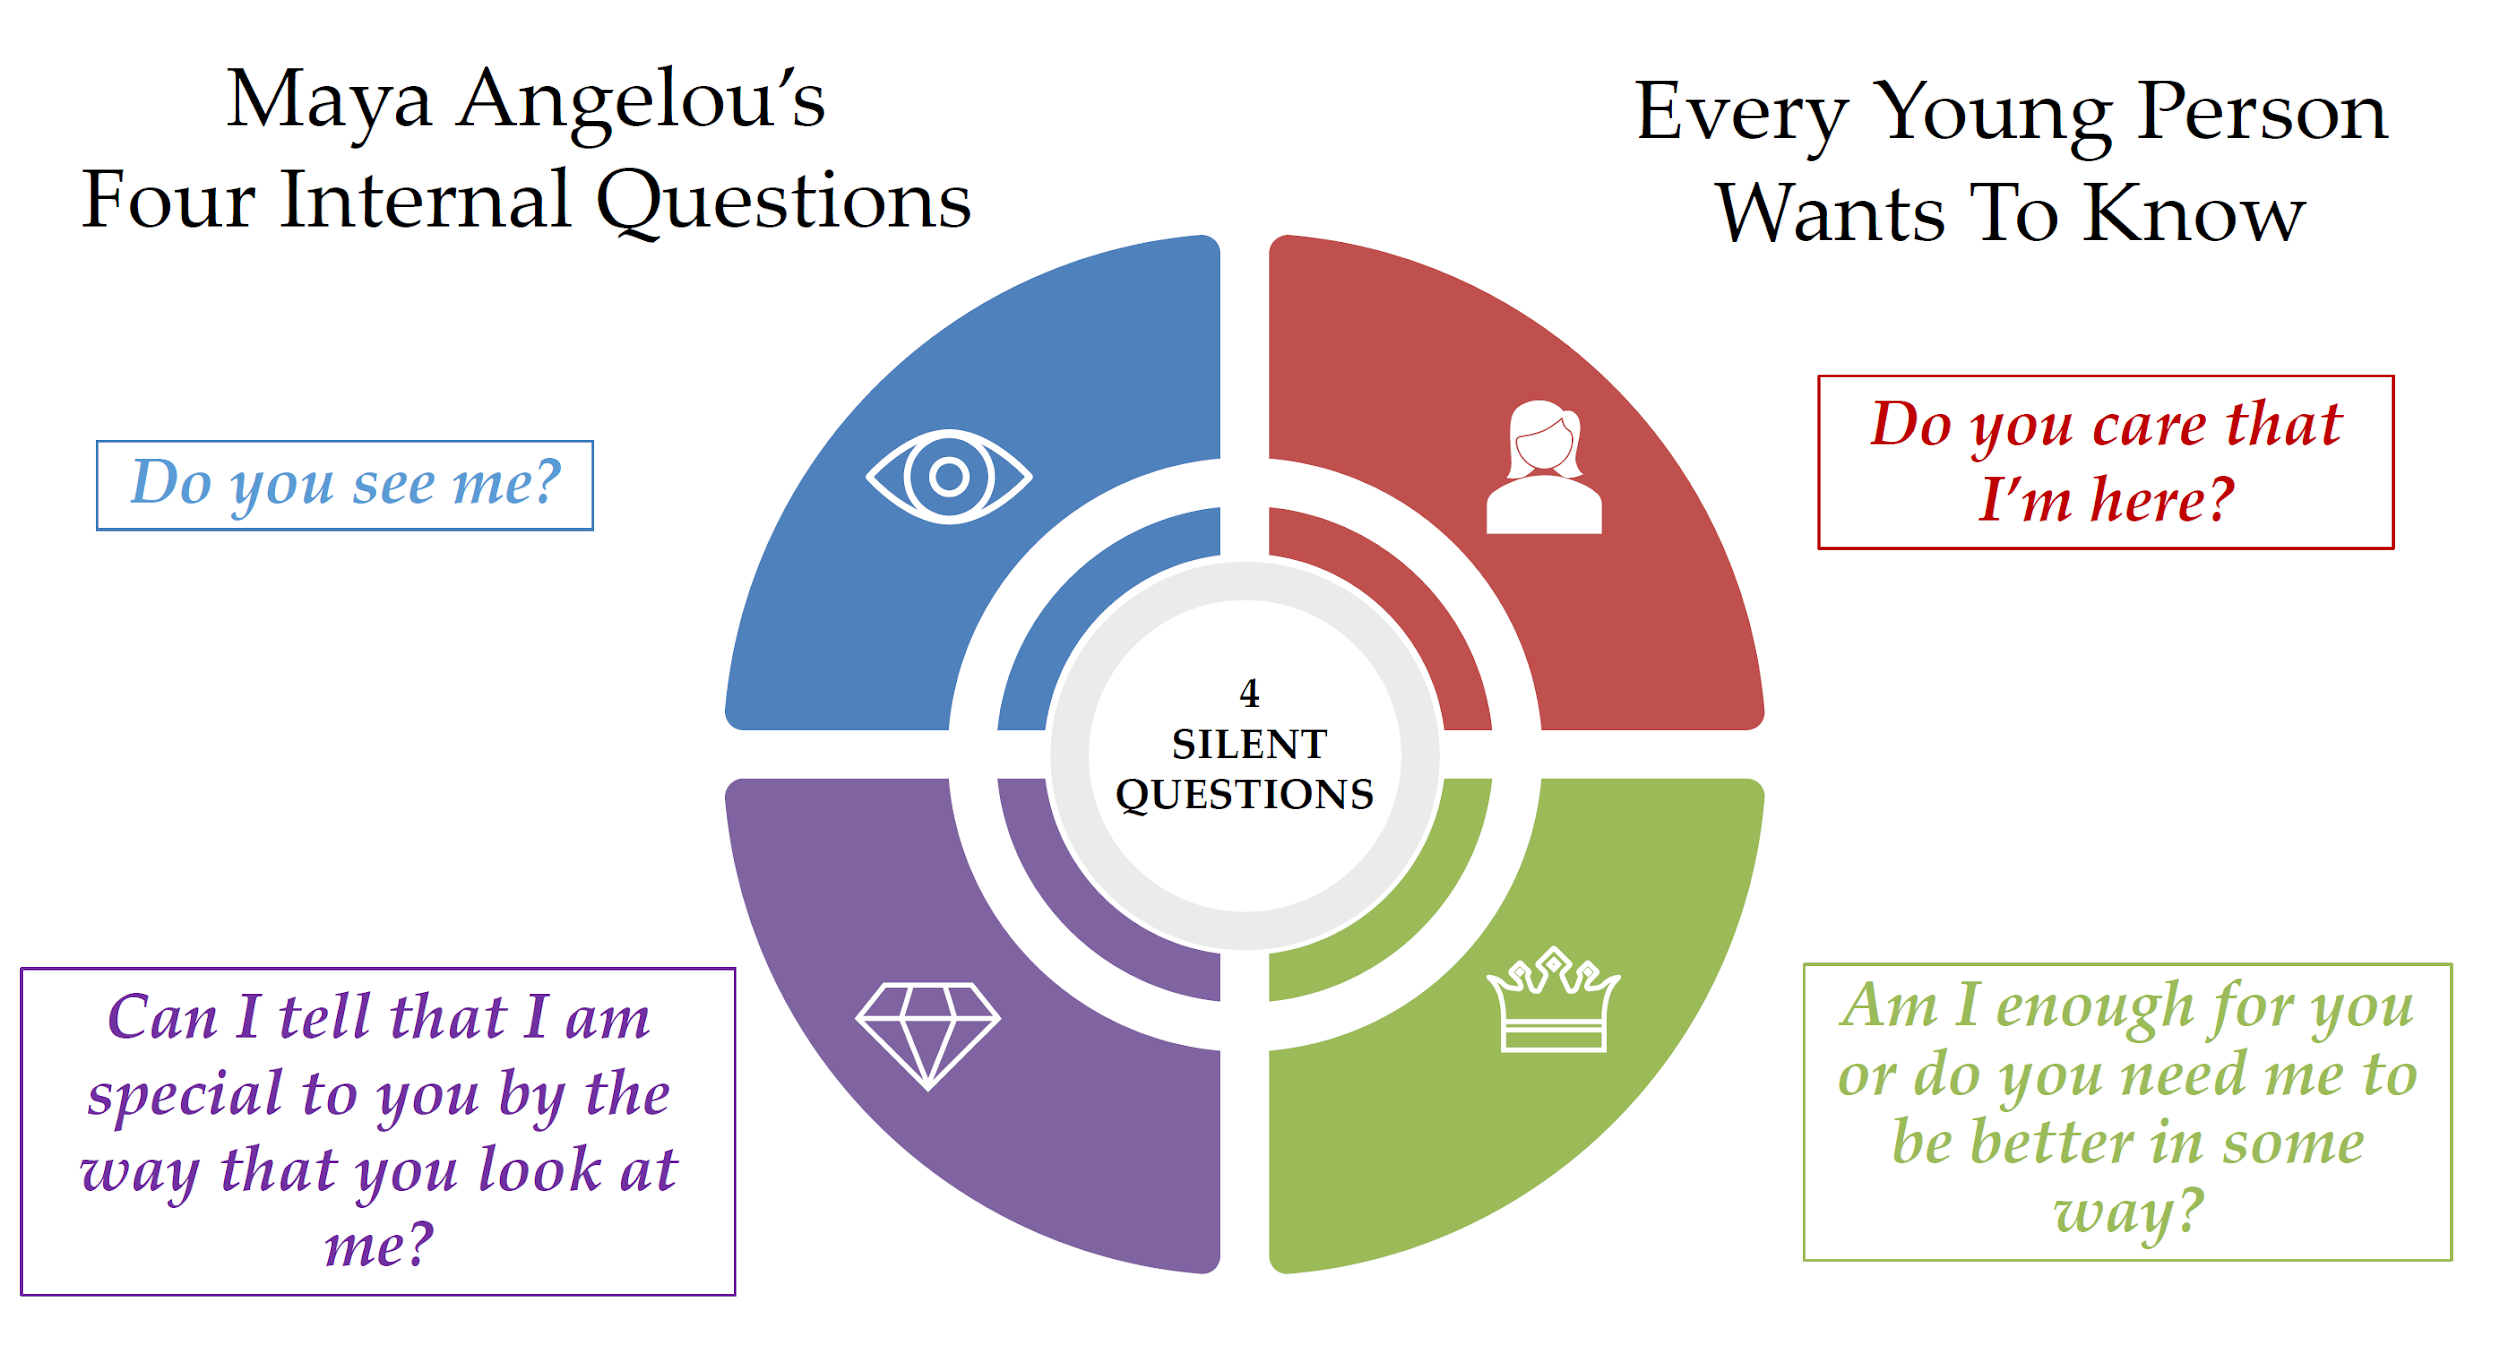 Maya Angelou’s
Four Internal Questions
Every Young Person
Wants To Know
Do you see me?
Do you care that
I’m here?
4
SILENT
QUESTIONS
Can I tell that I am
special to you by the
way that you look at
me?
Am I enough for you
or do you need me to
be better in some
way?